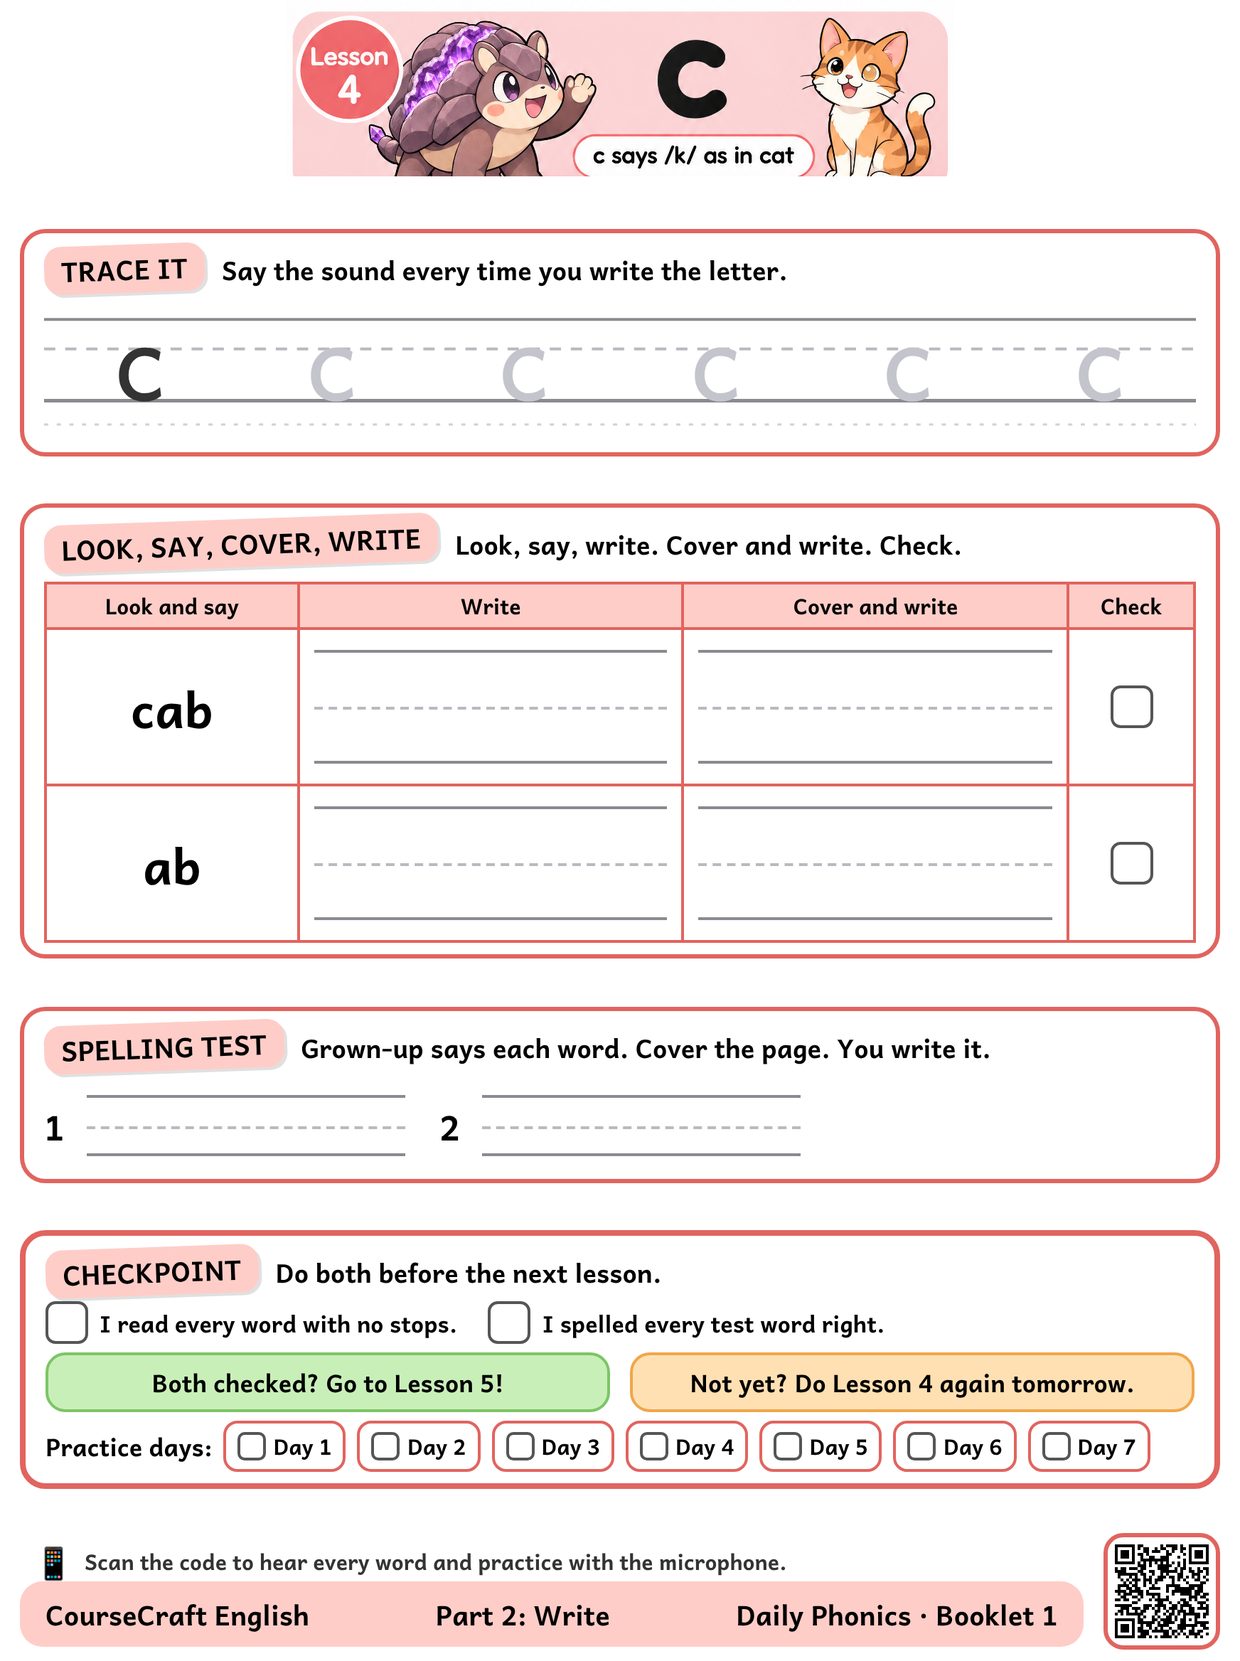 Lesson
4
c
c says /k/ as in cat
TRACE IT Say the sound every time you write the letter.
c c c c c c
LOOK, SAY, COVER, WRITE Look, say, write. Cover and write. Check.
Look and say Write Cover and write Check
cab
ab
SPELLING TEST Grown-up says each word. Cover the page. You write it.
1 2
CHECKPOINT Do both before the next lesson.
I read every word with no stops. I spelled every test word right.
Both checked? Go to Lesson 5! Not yet? Do Lesson 4 again tomorrow.
Practice days: Day 1 Day 2 Day 3 Day 4 Day 5 Day 6 Day 7
Scan the code to hear every word and practice with the microphone.
CourseCraft English Part 2: Write Daily Phonics · Booklet 1